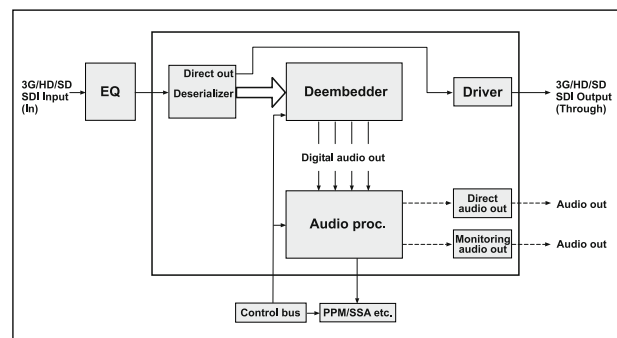 3G/HD/SD
SDI Input
(In)
EQ
Direct out
Deserializer
Deembedder
Driver
3G/HD/SD
SDI Output
(Through)
Digital audio out
Audio proc.
Direct
audio out
Audio out
Monitoring
audio out
Audio out
Control bus
PPM/SSA etc.